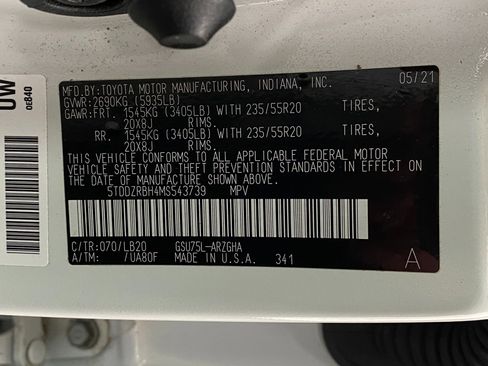 MFD.BY:TOYOTA MOTOR MANUFACTURING, INDIANA, INC. 05/21
GVWR:2690KG (5935LB)
GAWR:FRT. 1545KG (3405LB) WITH 235/55R20 TIRES,
20X8J RIMS.
RR. 1545KG (3405LB) WITH 235/55R20 TIRES,
20X8J RIMS.
THIS VEHICLE CONFORMS TO ALL APPLICABLE FEDERAL MOTOR
VEHICLE SAFETY AND THEFT PREVENTION STANDARDS IN EFFECT ON
THE DATE OF MANUFACTURE SHOWN ABOVE.
5TDDZRBH4MS543739 MPV
C/TR:070/LB20 GSU75L-ARZGHA
A/TM: /UA80F MADE IN U.S.A. 341 A
0E840